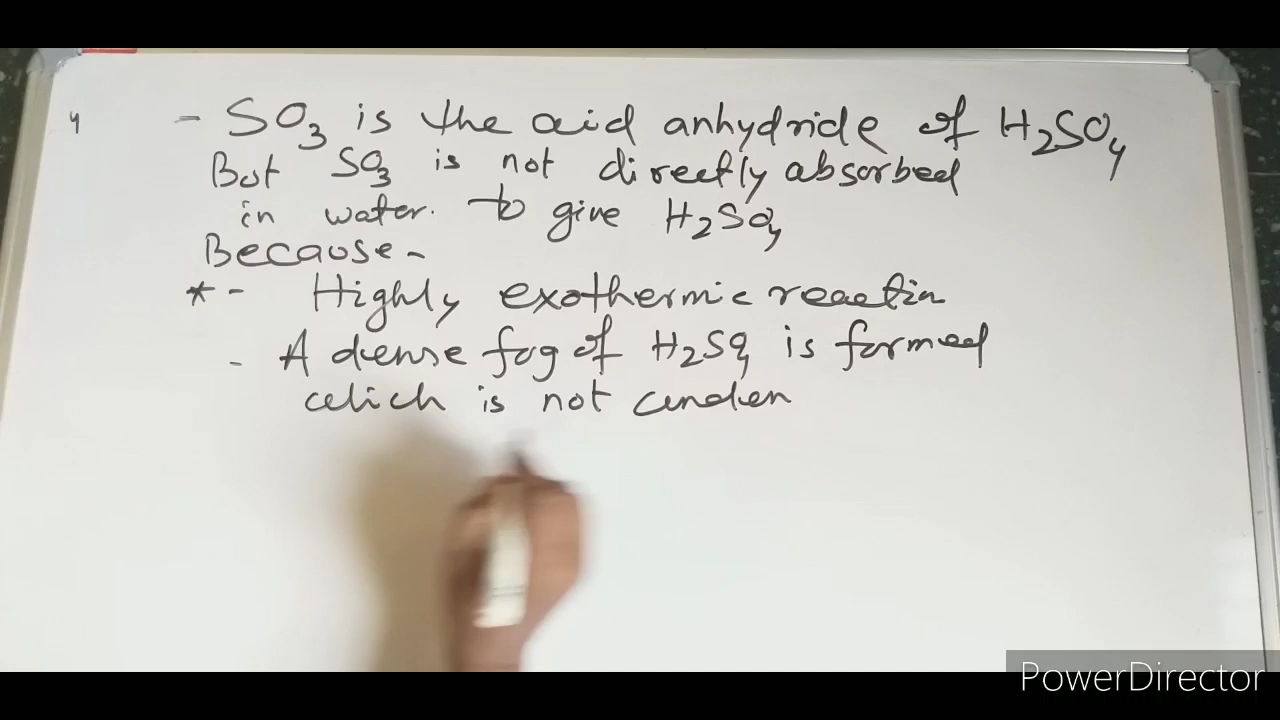 4 - SO₃ is the acid anhydride of H₂SO₄
But SO₃ is not directly absorbed
in water. to give H₂SO₄
Because -
* - Highly exothermic reaction
- A dense fog of H₂SO₄ is formed
which is not conden
PowerDirector